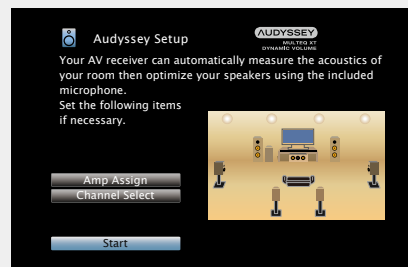 Audyssey Setup
AUDYSSEY
MULTEQ XT
DYNAMIC VOLUME
Your AV receiver can automatically measure the acoustics of
your room then optimize your speakers using the included
microphone.
Set the following items
if necessary.
Amp Assign
Channel Select
Start